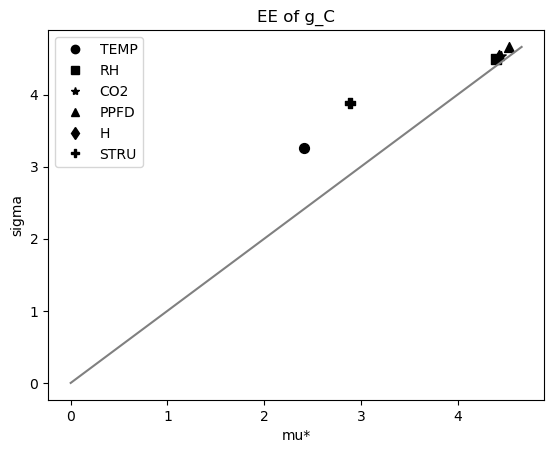 EE of g_C
TEMP
RH
CO2
PPFD
H
STRU
sigma
4
3
2
1
0
0 1 2 3 4
mu*